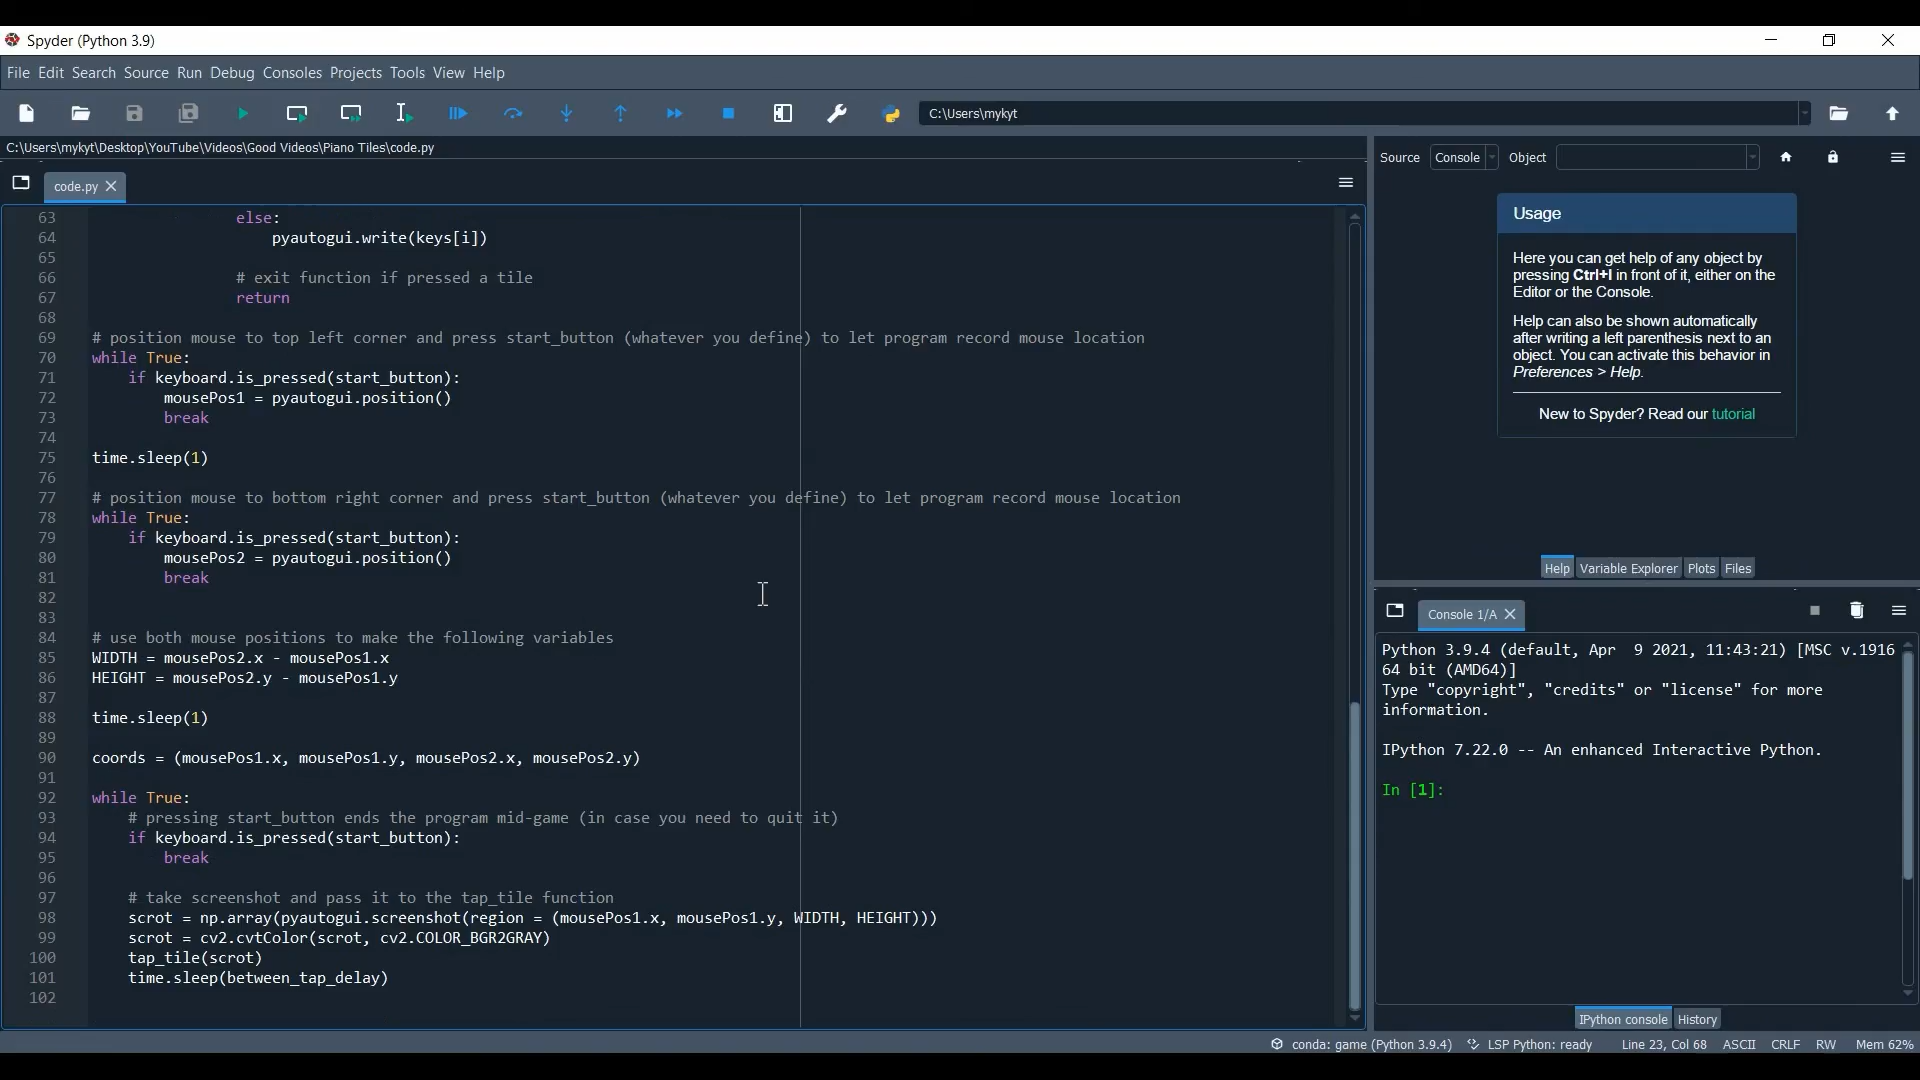 Spyder (Python 3.9)
File Edit Search Source Run Debug Consoles Projects Tools View Help
C:\Users\mykyt
C:\Users\mykyt\Desktop\YouTube\Videos\Good Videos\Piano Tiles\code.py
code.py
63 else:
64 pyautogui.write(keys[i])
65
66 # exit function if pressed a tile
67 return
68
69 # position mouse to top left corner and press start_button (whatever you define) to let program record mouse location
70 while True:
71 if keyboard.is_pressed(start_button):
72 mousePos1 = pyautogui.position()
73 break
74
75 time.sleep(1)
76
77 # position mouse to bottom right corner and press start_button (whatever you define) to let program record mouse location
78 while True:
79 if keyboard.is_pressed(start_button):
80 mousePos2 = pyautogui.position()
81 break
82
83
84 # use both mouse positions to make the following variables
85 WIDTH = mousePos2.x - mousePos1.x
86 HEIGHT = mousePos2.y - mousePos1.y
87
88 time.sleep(1)
89
90 coords = (mousePos1.x, mousePos1.y, mousePos2.x, mousePos2.y)
91
92 while True:
93 # pressing start_button ends the program mid-game (in case you need to quit it)
94 if keyboard.is_pressed(start_button):
95 break
96
97 # take screenshot and pass it to the tap_tile function
98 scrot = np.array(pyautogui.screenshot(region = (mousePos1.x, mousePos1.y, WIDTH, HEIGHT)))
99 scrot = cv2.cvtColor(scrot, cv2.COLOR_BGR2GRAY)
100 tap_tile(scrot)
101 time.sleep(between_tap_delay)
102
Source Console Object
Usage
Here you can get help of any object by
pressing Ctrl+I in front of it, either on the
Editor or the Console.
Help can also be shown automatically
after writing a left parenthesis next to an
object. You can activate this behavior in
Preferences > Help.
New to Spyder? Read our tutorial
Help Variable Explorer Plots Files
Console 1/A
Python 3.9.4 (default, Apr  9 2021, 11:43:21) [MSC v.1916
64 bit (AMD64)]
Type "copyright", "credits" or "license" for more
information.
IPython 7.22.0 -- An enhanced Interactive Python.
In [1]:
IPython console History
conda: game (Python 3.9.4) LSP Python: ready Line 23, Col 68 ASCII CRLF RW Mem 62%